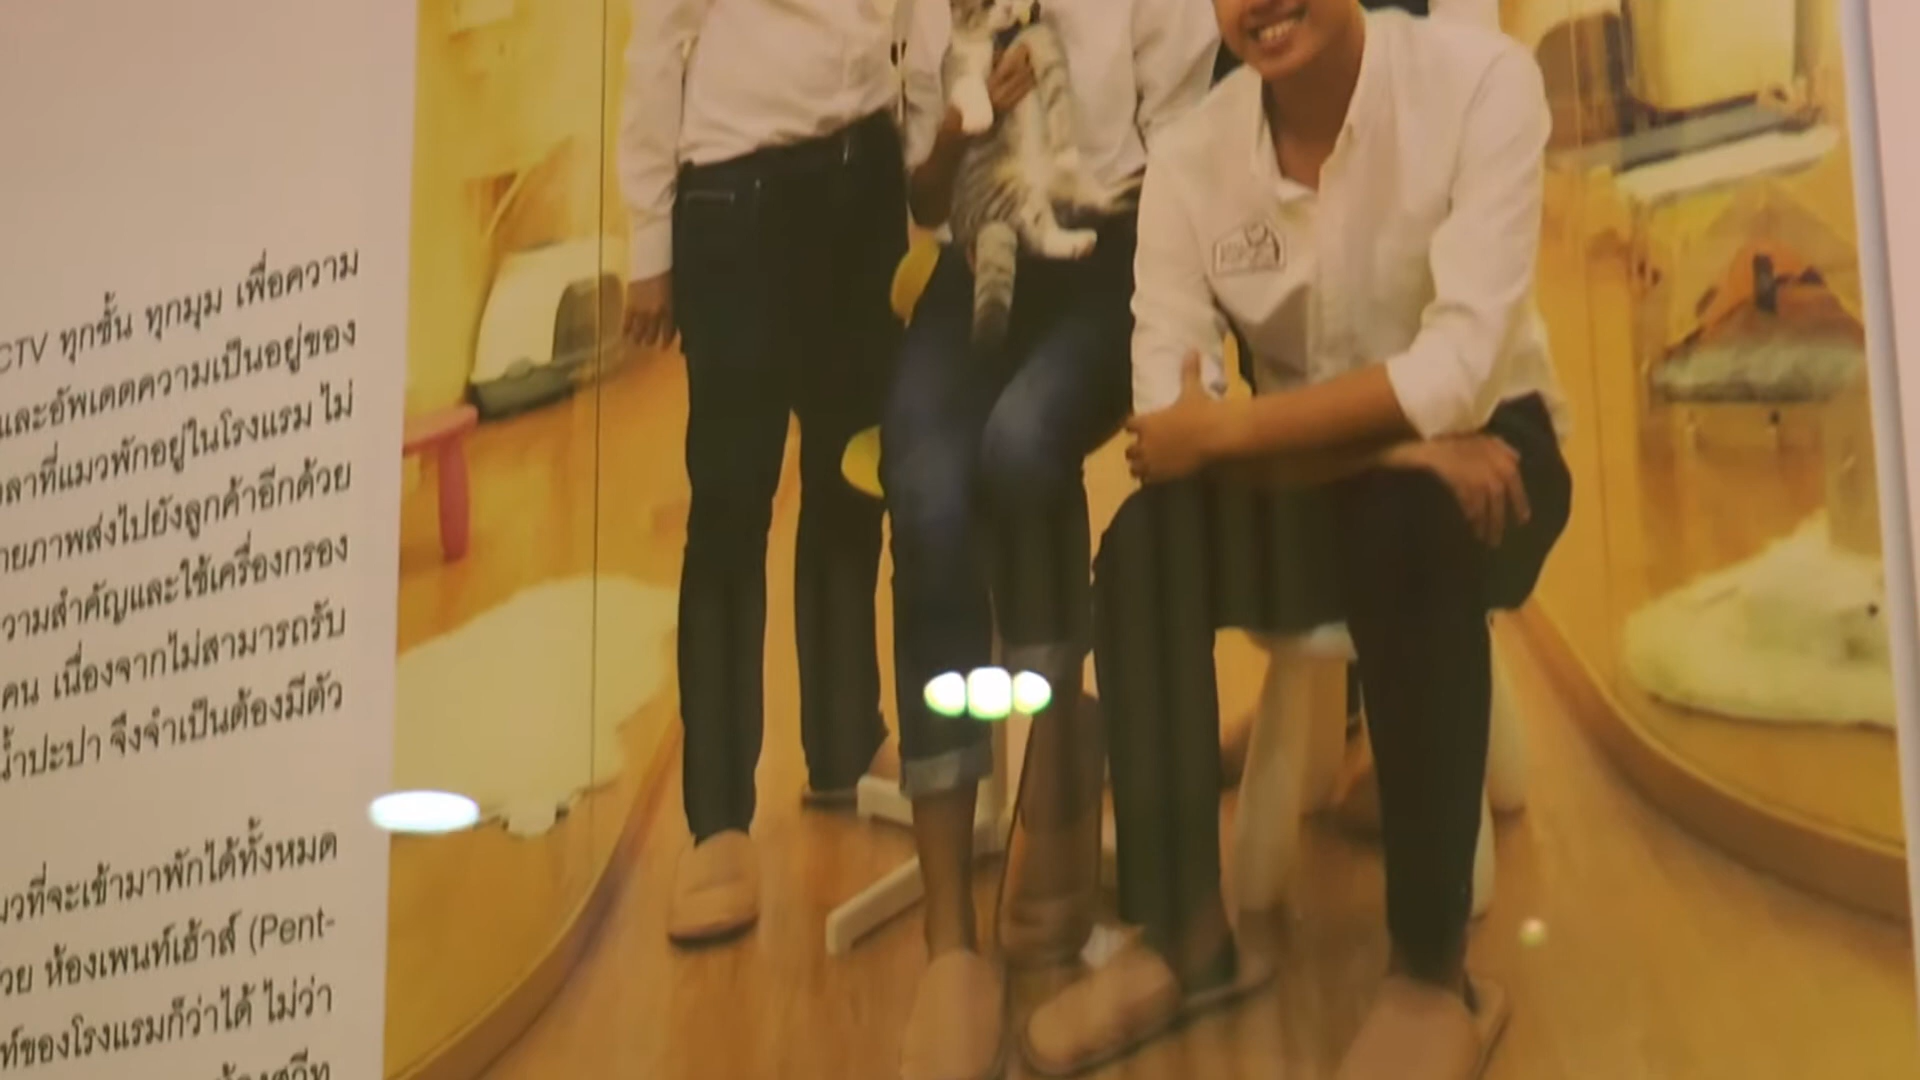 CTV ทุกชั้น ทุกมุม เพื่อความ
และอัพเดตความเป็นอยู่ของ
ลาที่แมวพักอยู่ในโรงแรม ไม่
ายภาพส่งไปยังลูกค้าอีกด้วย
วามสำคัญและใช้เครื่องกรอง
คน เนื่องจากไม่สามารถรับ
น้ำปะปา จึงจำเป็นต้องมีตัว
มวที่จะเข้ามาพักได้ทั้งหมด
วย ห้องเพนท์เฮ้าส์ (Pent-
ท์ของโรงแรมก็ว่าได้ ไม่ว่า